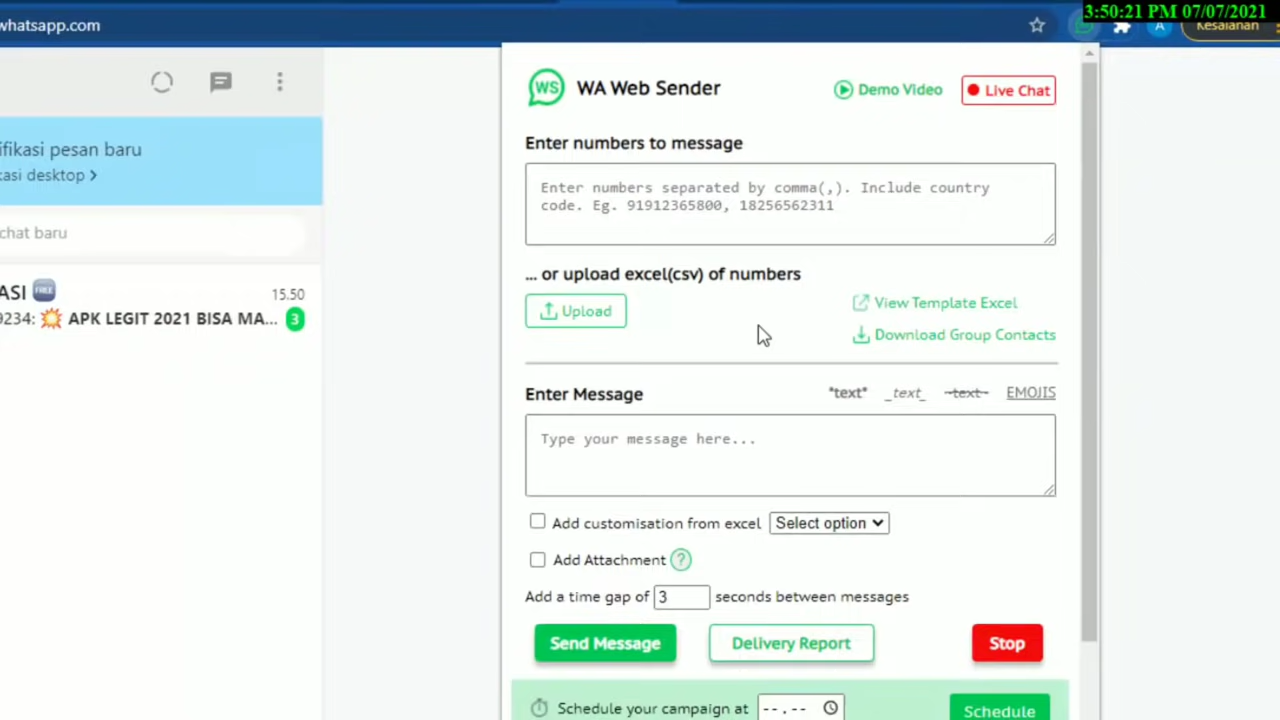 3:50:21 PM 07/07/2021
whatsapp.com
A
Kesalahan
WS
WA Web Sender
Demo Video
Live Chat
ifikasi pesan baru
kasi desktop >
chat baru
ASI FREE
15.50
9234: 💥 APK LEGIT 2021 BISA MA...
3
Enter numbers to message
Enter numbers separated by comma(,). Include country
code. Eg. 91912365800, 18256562311
... or upload excel(csv) of numbers
Upload
View Template Excel
Download Group Contacts
Enter Message
*text* _text_ ~text~ EMOJIS
Type your message here...
Add customisation from excel Select option
Add Attachment ?
Add a time gap of 3 seconds between messages
Send Message
Delivery Report
Stop
Schedule your campaign at --.--
Schedule